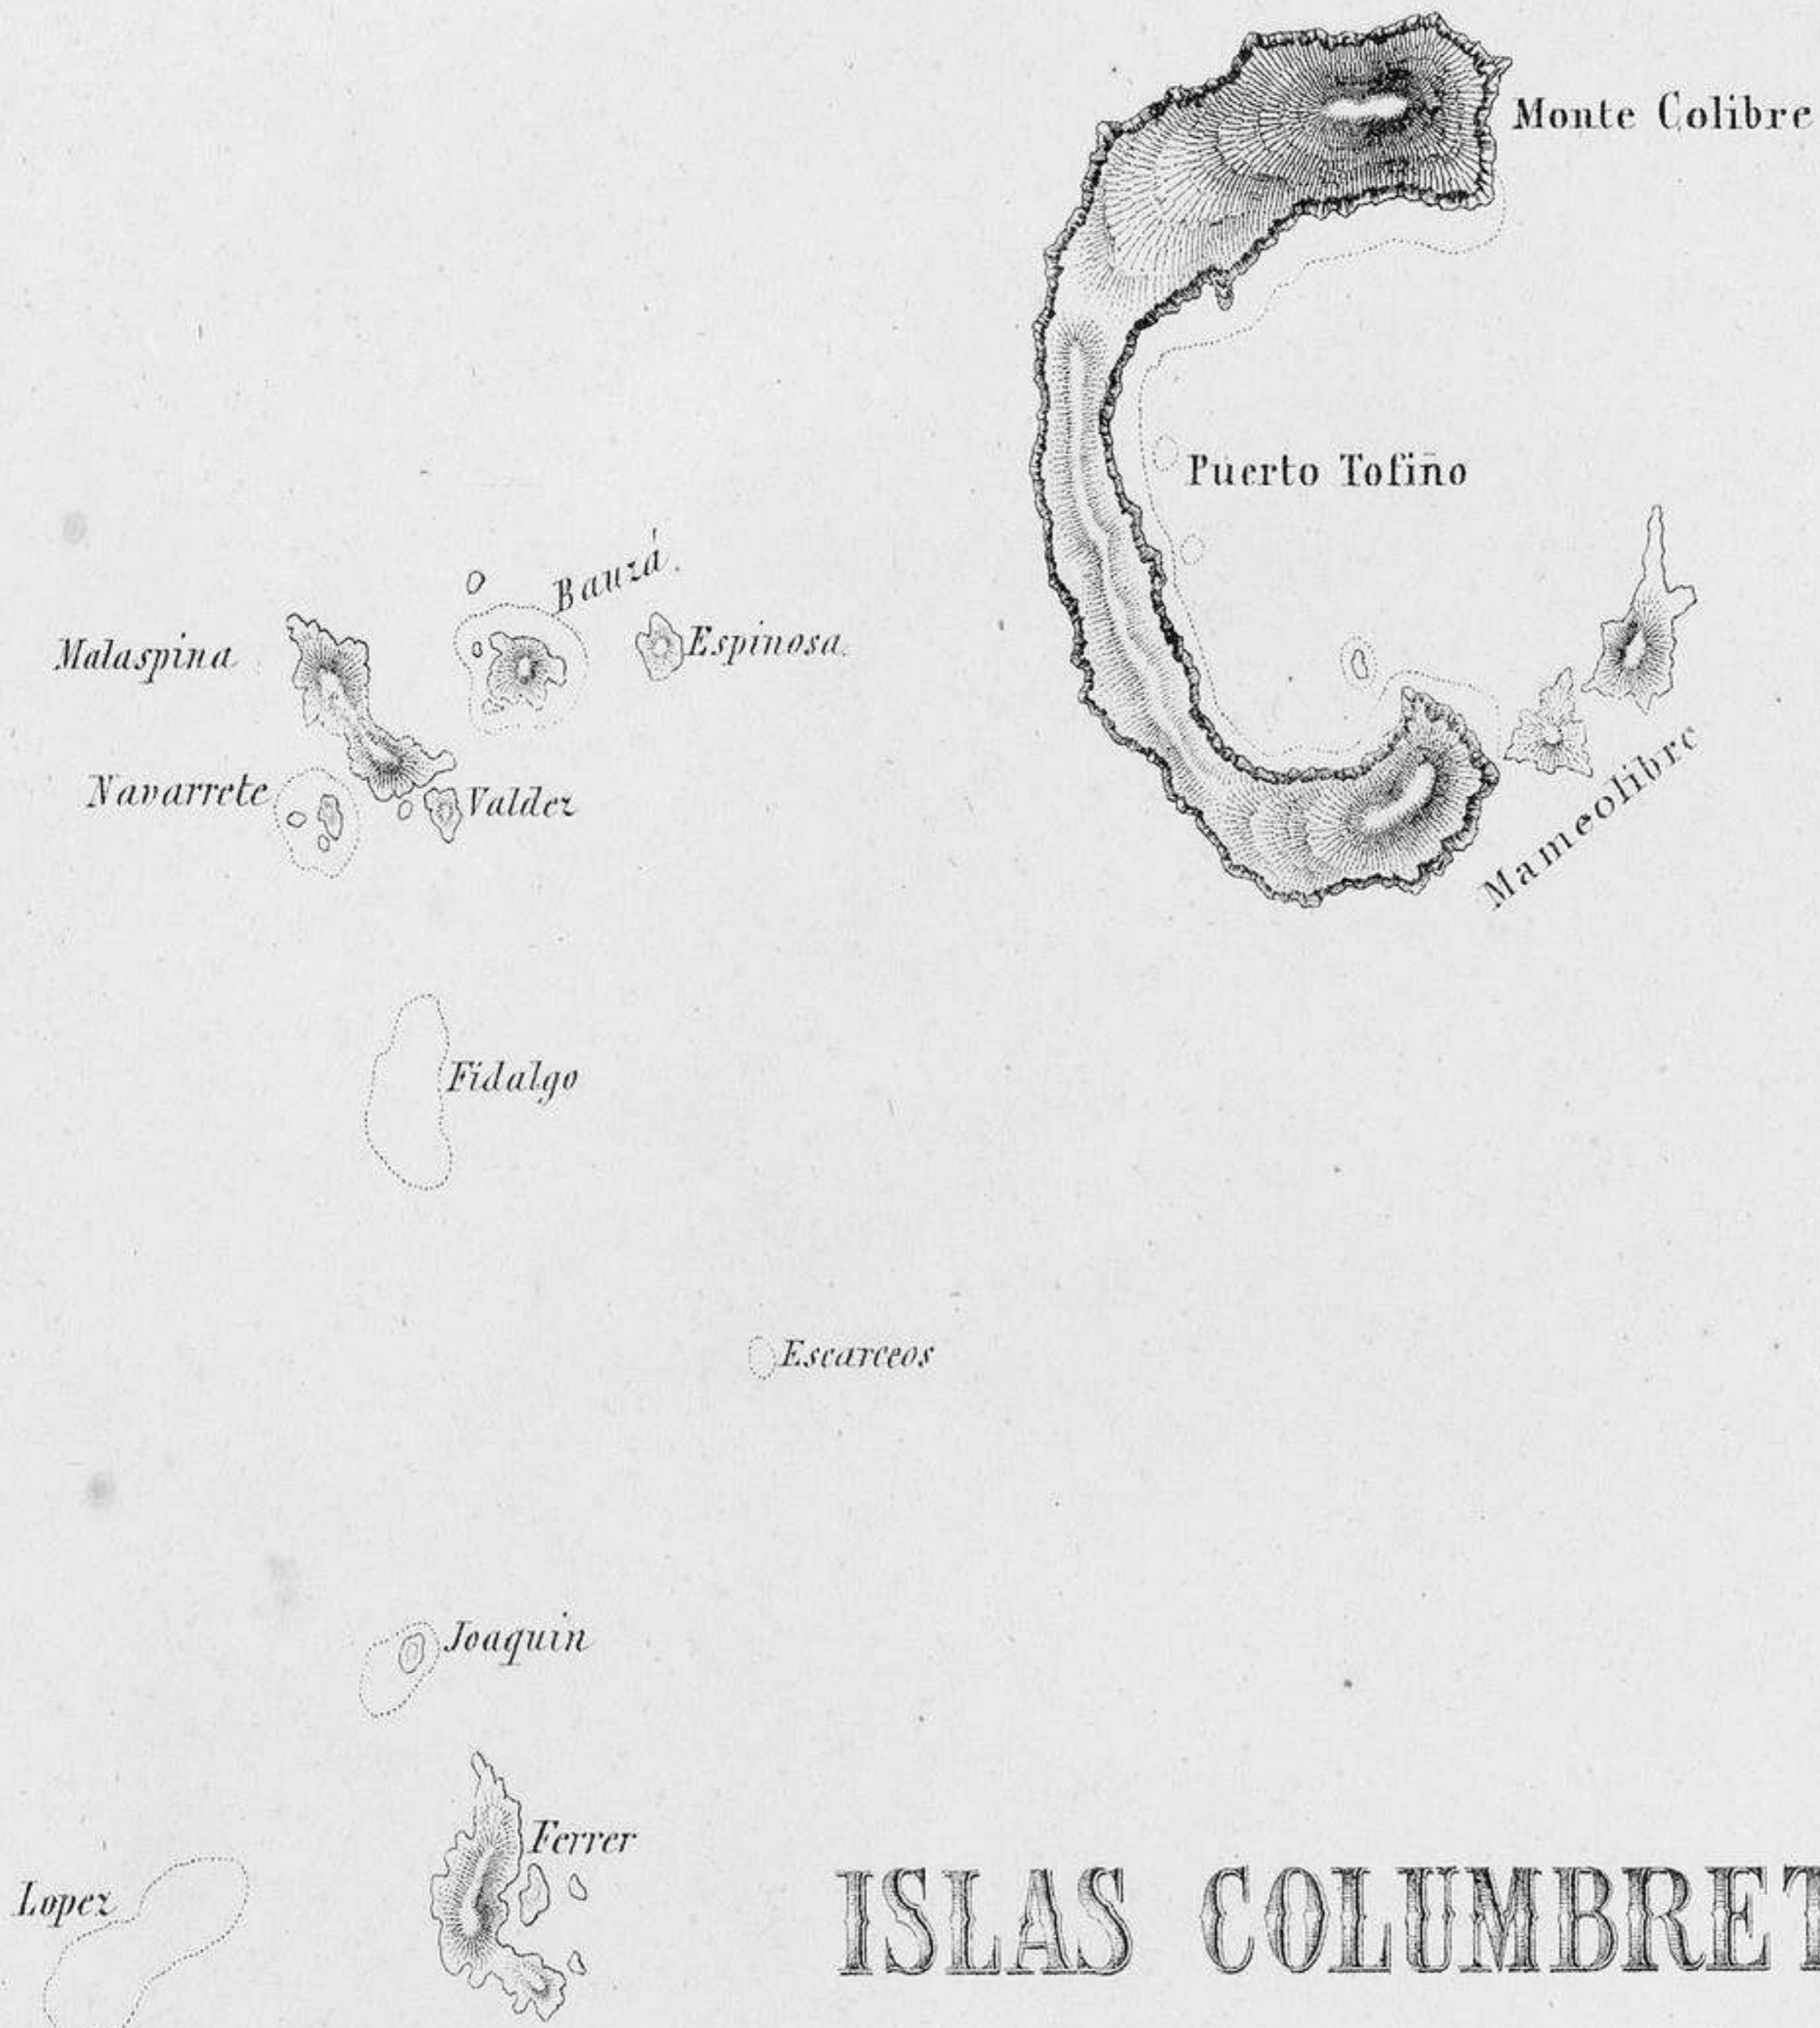 Monte Colibre
Puerto Tofiño
Bauzá.
Malaspina
Espinosa.
Navarrete
Valdez
Mameolibre
Fidalgo
Escarceos
Joaquin
Ferrer
Lopez
ISLAS COLUMBRET